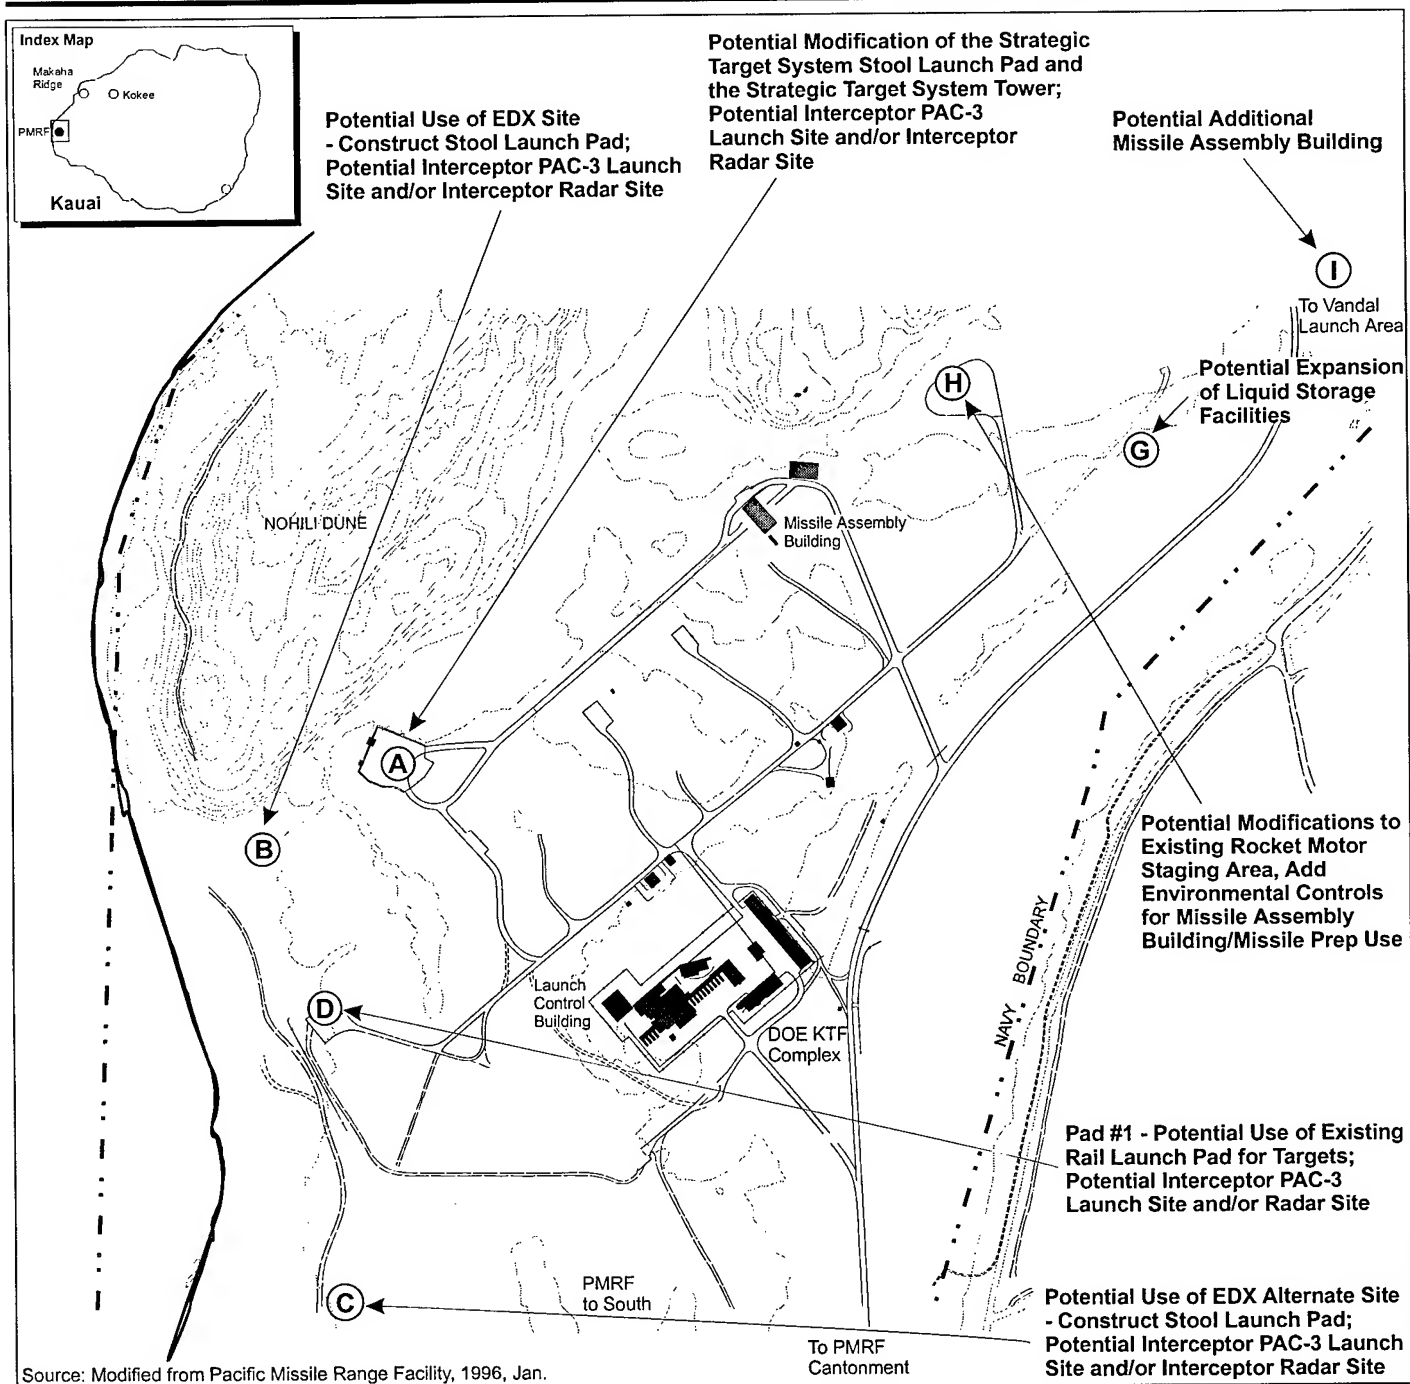 Index Map
Makaha
Ridge
Kokee
PMRF
Kauai
Potential Use of EDX Site
- Construct Stool Launch Pad;
Potential Interceptor PAC-3 Launch
Site and/or Interceptor Radar Site
Potential Modification of the Strategic
Target System Stool Launch Pad and
the Strategic Target System Tower;
Potential Interceptor PAC-3
Launch Site and/or Interceptor
Radar Site
Potential Additional
Missile Assembly Building
I
To Vandal
Launch Area
Potential Expansion
of Liquid Storage
Facilities
H
G
NOHILI DUNE
Missile Assembly
Building
A
B
Potential Modifications to
Existing Rocket Motor
Staging Area, Add
Environmental Controls
for Missile Assembly
Building/Missile Prep Use
NAVY BOUNDARY
Launch
Control
Building
D
DOE KTF
Complex
Pad #1 - Potential Use of Existing
Rail Launch Pad for Targets;
Potential Interceptor PAC-3
Launch Site and/or Radar Site
C
PMRF
to South
To PMRF
Cantonment
Potential Use of EDX Alternate Site
- Construct Stool Launch Pad;
Potential Interceptor PAC-3 Launch
Site and/or Interceptor Radar Site
Source: Modified from Pacific Missile Range Facility, 1996, Jan.